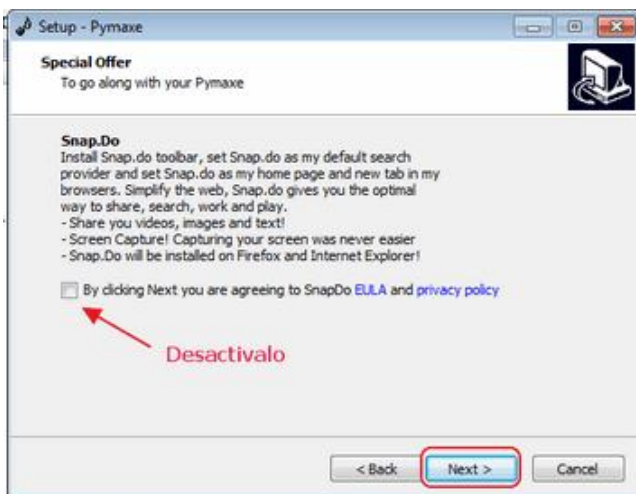 Setup - Pymaxe
Special Offer
To go along with your Pymaxe
Snap.Do
Install Snap.do toolbar, set Snap.do as my default search
provider and set Snap.do as my home page and new tab in my
browsers. Simplify the web, Snap.do gives you the optimal
way to share, search, work and play.
- Share you videos, images and text!
- Screen Capture! Capturing your screen was never easier
- Snap.Do will be installed on Firefox and Internet Explorer!
By clicking Next you are agreeing to SnapDo EULA and privacy policy
Desactivalo
< Back Next > Cancel